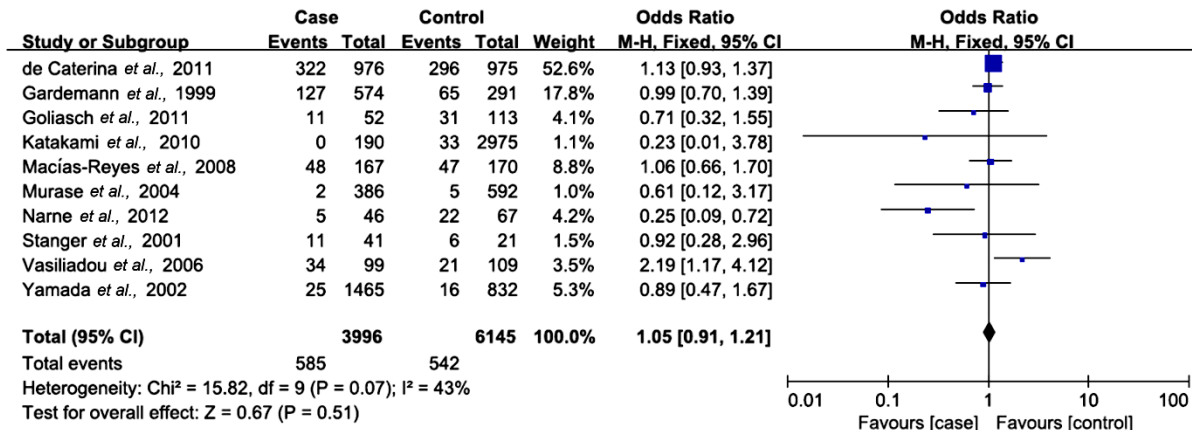 Case Control Odds Ratio Odds Ratio
Study or Subgroup Events Total Events Total Weight M-H, Fixed, 95% CI M-H, Fixed, 95% CI
de Caterina et al., 2011 322 976 296 975 52.6% 1.13 [0.93, 1.37]
Gardemann et al., 1999 127 574 65 291 17.8% 0.99 [0.70, 1.39]
Goliasch et al., 2011 11 52 31 113 4.1% 0.71 [0.32, 1.55]
Katakami et al., 2010 0 190 33 2975 1.1% 0.23 [0.01, 3.78]
Macías-Reyes et al., 2008 48 167 47 170 8.8% 1.06 [0.66, 1.70]
Murase et al., 2004 2 386 5 592 1.0% 0.61 [0.12, 3.17]
Narne et al., 2012 5 46 22 67 4.2% 0.25 [0.09, 0.72]
Stanger et al., 2001 11 41 6 21 1.5% 0.92 [0.28, 2.96]
Vasiliadou et al., 2006 34 99 21 109 3.5% 2.19 [1.17, 4.12]
Yamada et al., 2002 25 1465 16 832 5.3% 0.89 [0.47, 1.67]
Total (95% CI) 3996 6145 100.0% 1.05 [0.91, 1.21]
Total events 585 542
Heterogeneity: Chi² = 15.82, df = 9 (P = 0.07); I² = 43%
Test for overall effect: Z = 0.67 (P = 0.51)
0.01 0.1 1 10 100
Favours [case] Favours [control]